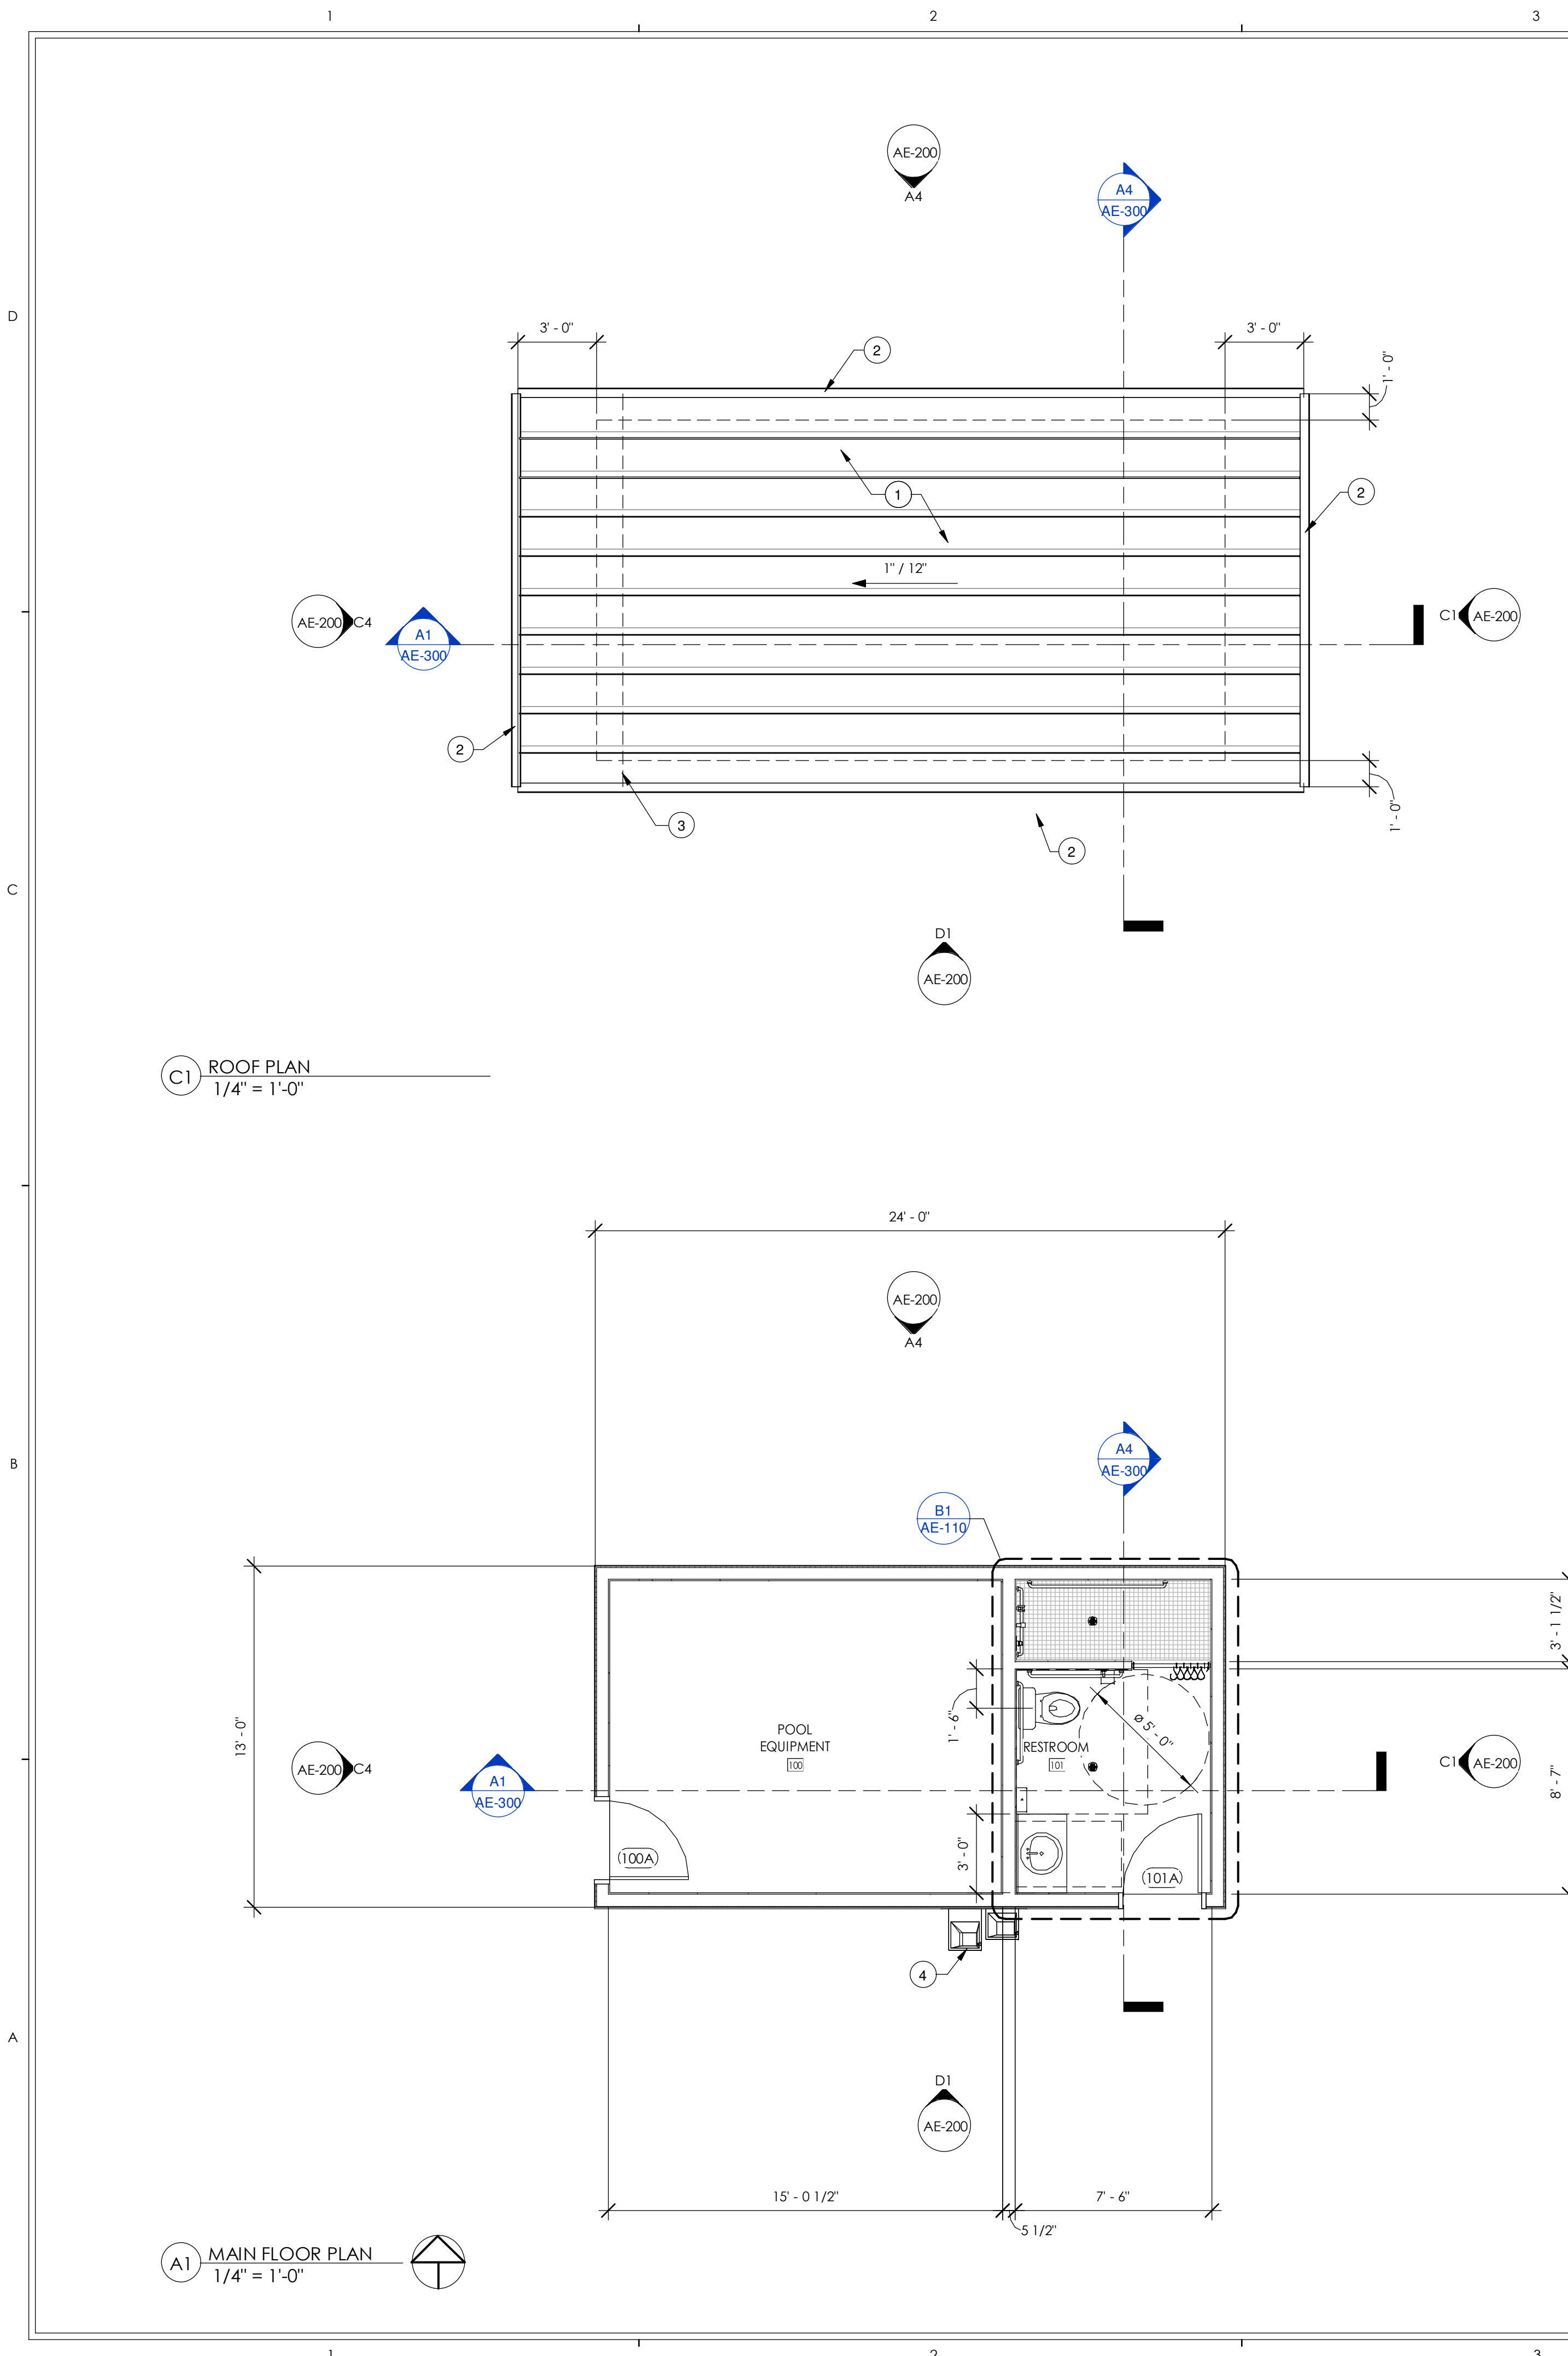 1
2
3
AE-200
A4
A4
AE-300
D
3' - 0"
3' - 0"
2
1' - 0"
1
2
1" / 12"
AE-200
C4
A1
AE-300
C1
AE-200
2
3
1' - 0"
2
C
D1
AE-200
C1
ROOF PLAN
1/4" = 1'-0"
24' - 0"
AE-200
A4
B
A4
AE-300
B1
AE-110
3' - 1 1/2"
13' - 0"
1' - 6"
POOL
EQUIPMENT
100
RESTROOM
101
Ø 5' - 0"
AE-200
C4
A1
AE-300
C1
AE-200
8' - 7"
100A
3' - 0"
101A
4
A
D1
AE-200
15' - 0 1/2"
7' - 6"
5 1/2"
A1
MAIN FLOOR PLAN
1/4" = 1'-0"
1
2
3